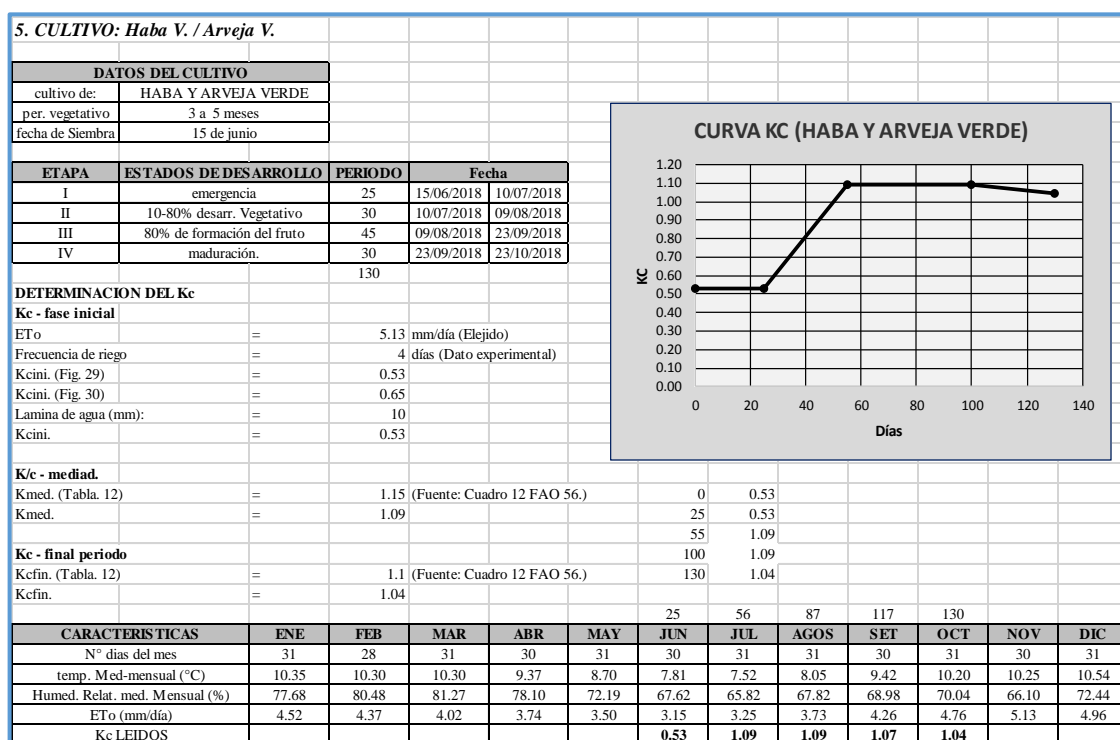 5. CULTIVO: Haba V. / Arveja V.
DATOS DEL CULTIVO
cultivo de: HABA Y ARVEJA VERDE
per. vegetativo 3 a 5 meses
fecha de Siembra 15 de junio
ETAPA ESTADOS DE DESARROLLO PERIODO Fecha
I emergencia 25 15/06/2018 10/07/2018
II 10-80% desarr. Vegetativo 30 10/07/2018 09/08/2018
III 80% de formación del fruto 45 09/08/2018 23/09/2018
IV maduración. 30 23/09/2018 23/10/2018
130
CURVA KC (HABA Y ARVEJA VERDE)
1.20
1.10
1.00
0.90
0.80
0.70
0.60
0.50
0.40
0.30
0.20
0.10
0.00
KC
0 20 40 60 80 100 120 140
Días
DETERMINACION DEL Kc
Kc - fase inicial
ETo = 5.13 mm/día (Elejido)
Frecuencia de riego = 4 días (Dato experimental)
Kcini. (Fig. 29) = 0.53
Kcini. (Fig. 30) = 0.65
Lamina de agua (mm): = 10
Kcini. = 0.53
K/c - mediad.
Kmed. (Tabla. 12) = 1.15 (Fuente: Cuadro 12 FAO 56.) 0 0.53
Kmed. = 1.09 25 0.53
55 1.09
Kc - final periodo 100 1.09
Kcfin. (Tabla. 12) = 1.1 (Fuente: Cuadro 12 FAO 56.) 130 1.04
Kcfin. = 1.04
25 56 87 117 130
CARACTERISTICAS ENE FEB MAR ABR MAY JUN JUL AGOS SET OCT NOV DIC
N° dias del mes 31 28 31 30 31 30 31 31 30 31 30 31
temp. Med-mensual (°C) 10.35 10.30 10.30 9.37 8.70 7.81 7.52 8.05 9.42 10.20 10.25 10.54
Humed. Relat. med. Mensual (%) 77.68 80.48 81.27 78.10 72.19 67.62 65.82 67.82 68.98 70.04 66.10 72.44
ETo (mm/día) 4.52 4.37 4.02 3.74 3.50 3.15 3.25 3.73 4.26 4.76 5.13 4.96
Kc LEIDOS 0.53 1.09 1.09 1.07 1.04